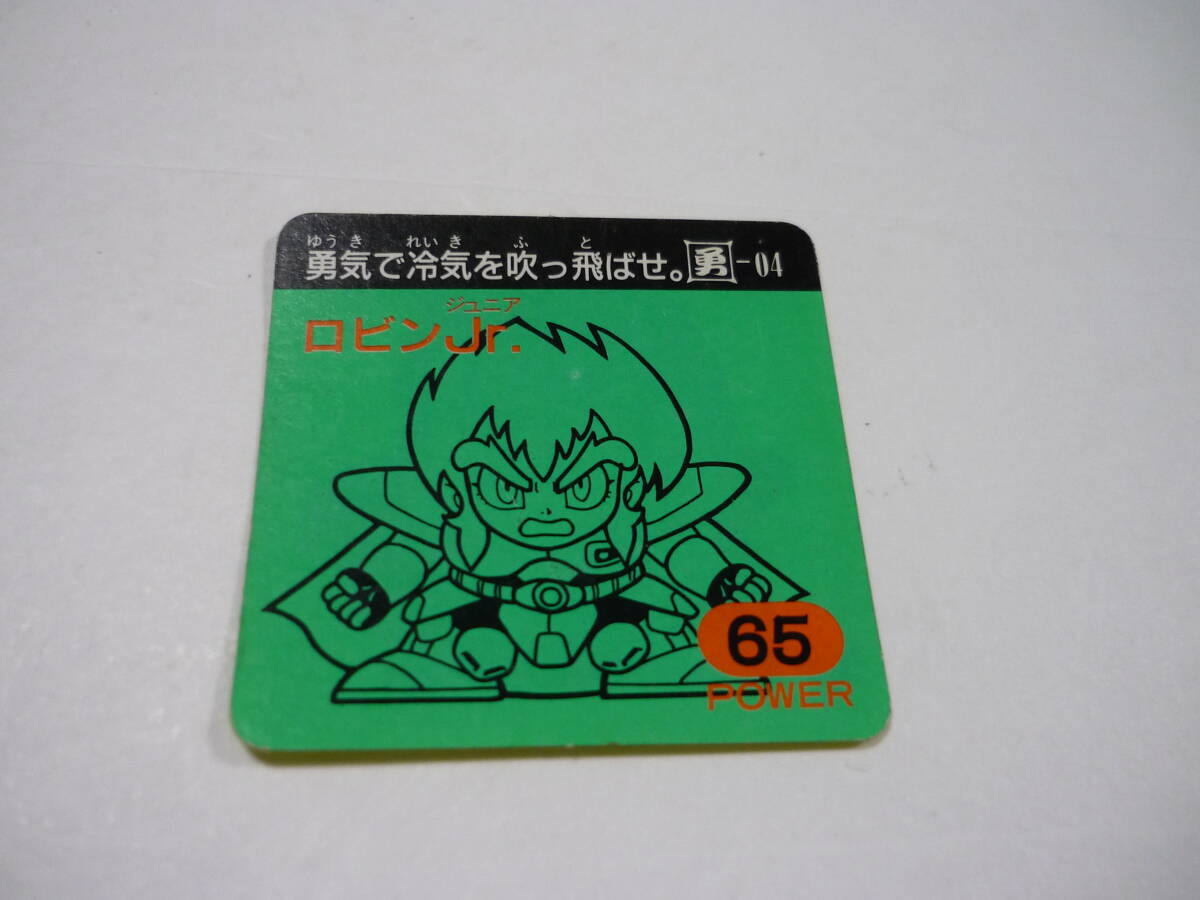 ゆうき れいき ふ と
勇気で冷気を吹っ飛ばせ。勇-04
ジュニア
ロビンJr.
65
POWER